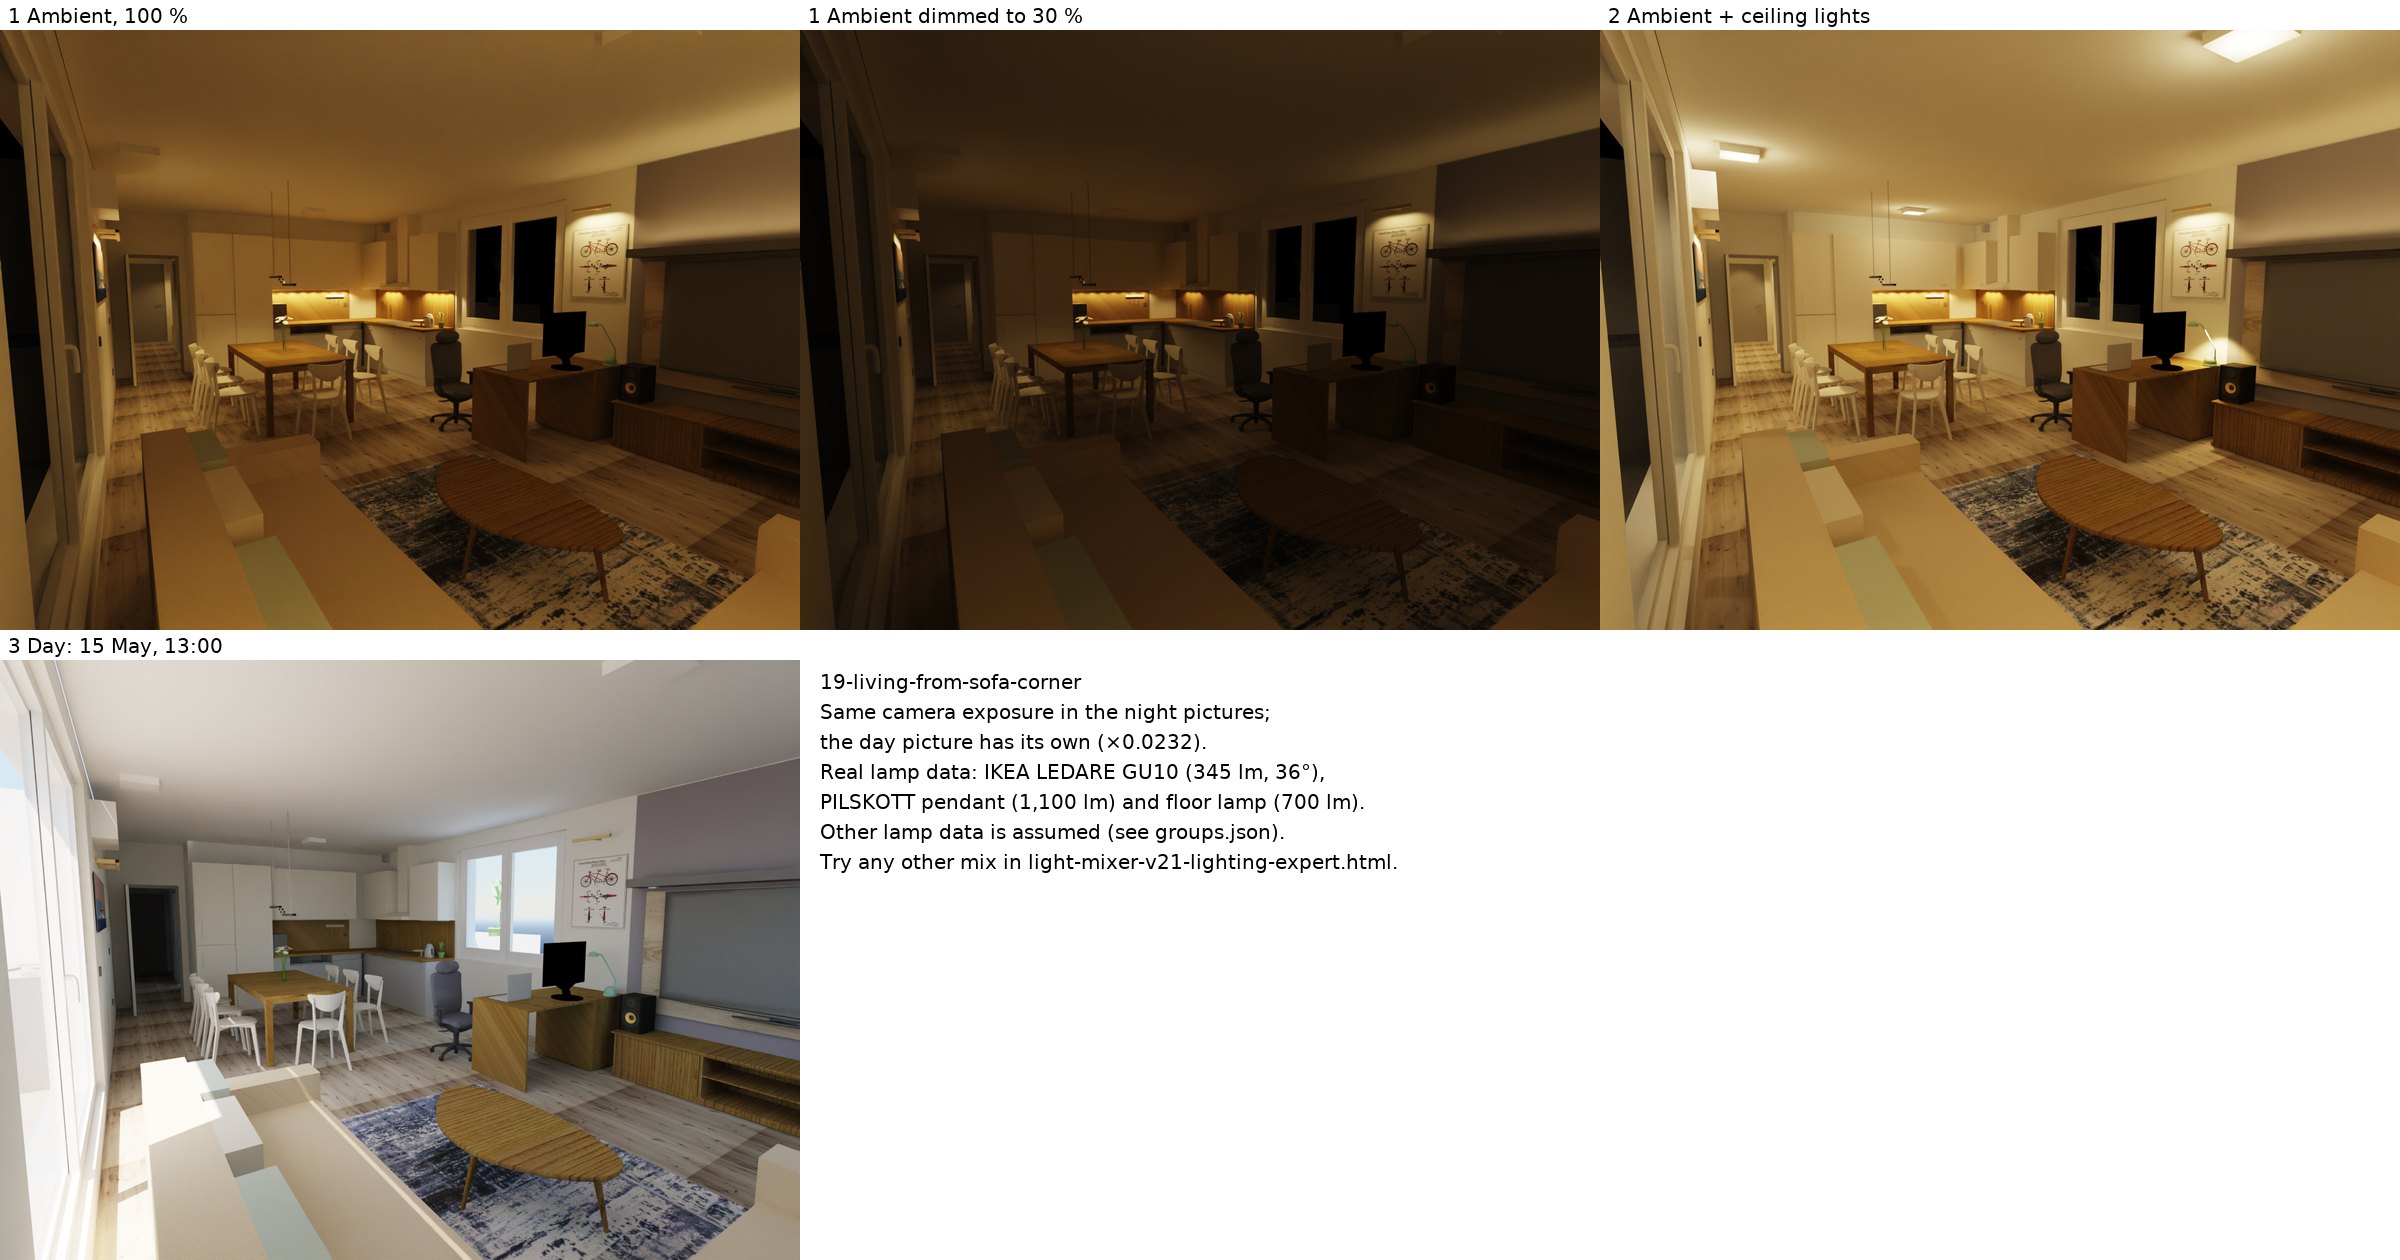 1 Ambient, 100 %
1 Ambient dimmed to 30 %
2 Ambient + ceiling lights
3 Day: 15 May, 13:00
19-living-from-sofa-corner
Same camera exposure in the night pictures;
the day picture has its own (×0.0232).
Real lamp data: IKEA LEDARE GU10 (345 lm, 36°),
PILSKOTT pendant (1,100 lm) and floor lamp (700 lm).
Other lamp data is assumed (see groups.json).
Try any other mix in light-mixer-v21-lighting-expert.html.